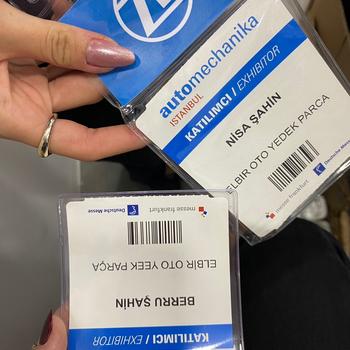 automechanika
ISTANBUL
KATILIMCI / EXHIBITOR
NİSA ŞAHİN
ELBİR OTO YEDEK PARCA
messe frankfurt
Deutsche Messe
KATILIMCI / EXHIBITOR
BERRU ŞAHİN
ELBİR OTO YEEK PARÇA
messe frankfurt
Deutsche Messe